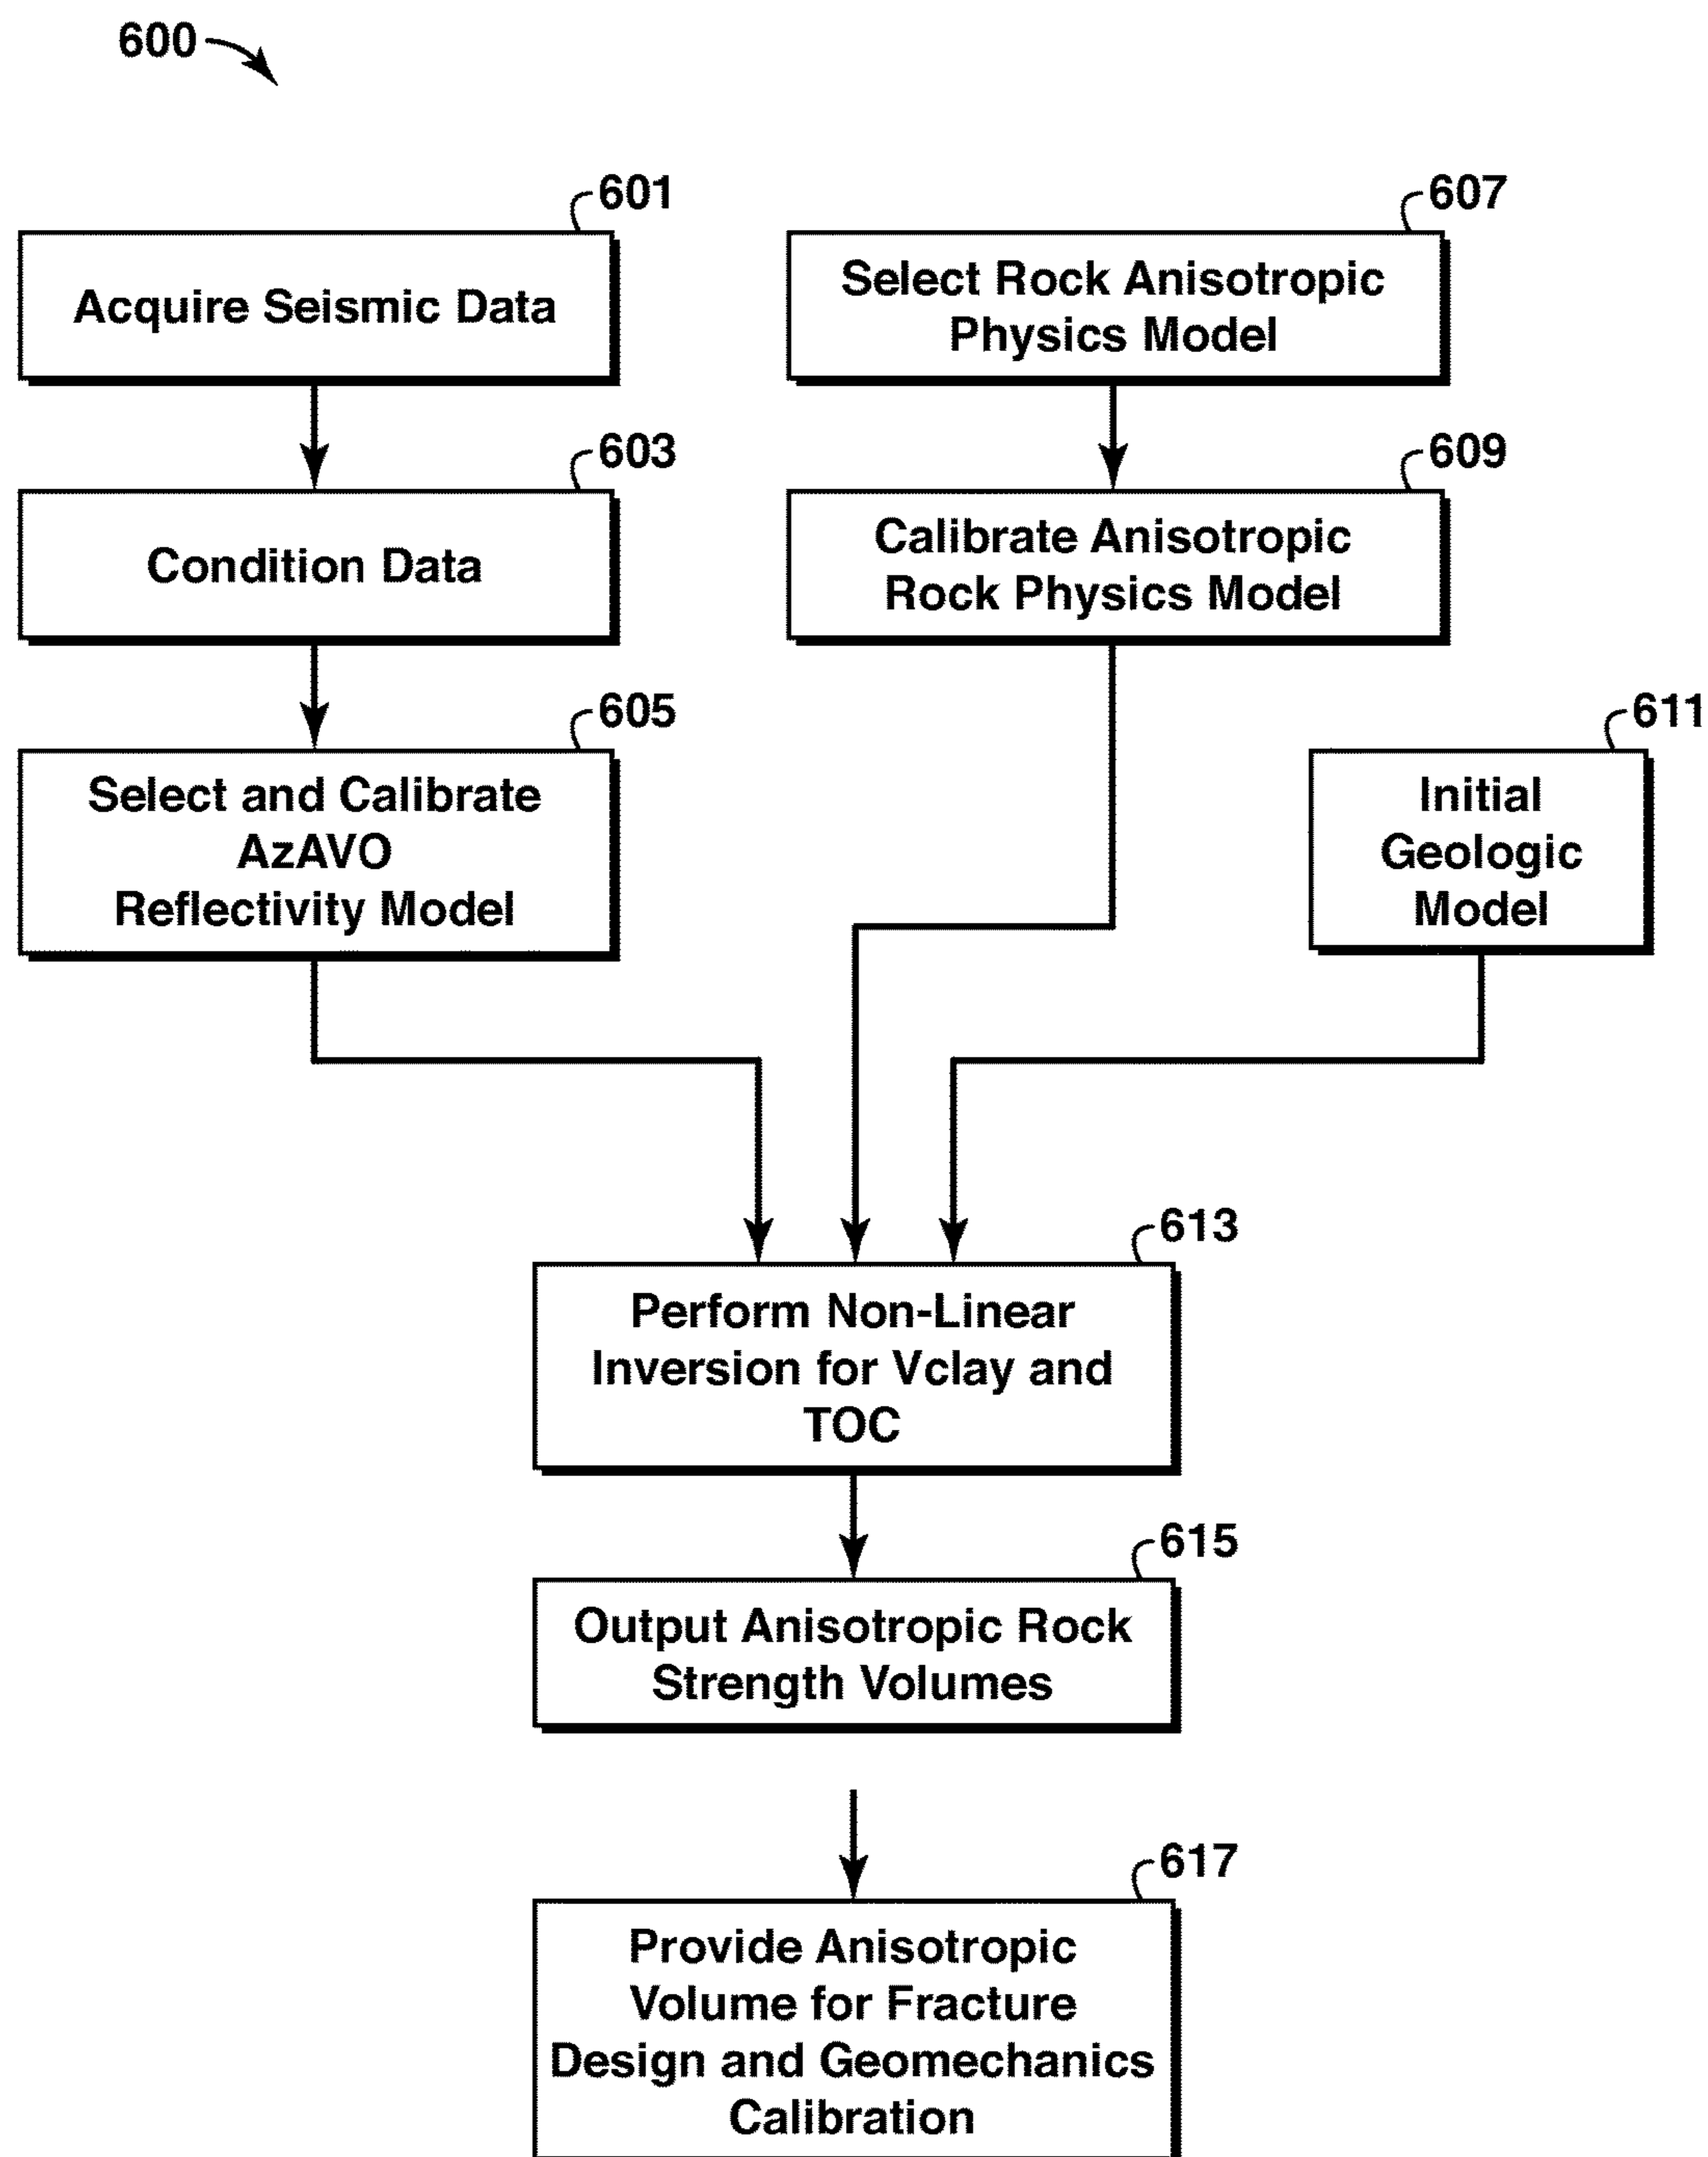 600
601
Acquire Seismic Data
603
Condition Data
605
Select and Calibrate
AzAVO
Reflectivity Model
607
Select Rock Anisotropic
Physics Model
609
Calibrate Anisotropic
Rock Physics Model
611
Initial
Geologic
Model
613
Perform Non-Linear
Inversion for Vclay and
TOC
615
Output Anisotropic Rock
Strength Volumes
617
Provide Anisotropic
Volume for Fracture
Design and Geomechanics
Calibration